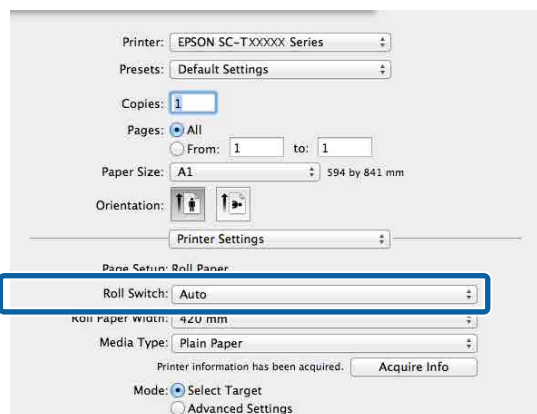 Printer: EPSON SC-TXXXXX Series
Presets: Default Settings
Copies: 1
Pages: All
From: 1 to: 1
Paper Size: A1 594 by 841 mm
Orientation:
Printer Settings
Page Setup: Roll Paper
Roll Switch: Auto
Roll Paper Width: 420 mm
Media Type: Plain Paper
Printer information has been acquired. Acquire Info
Mode: Select Target
Advanced Settings